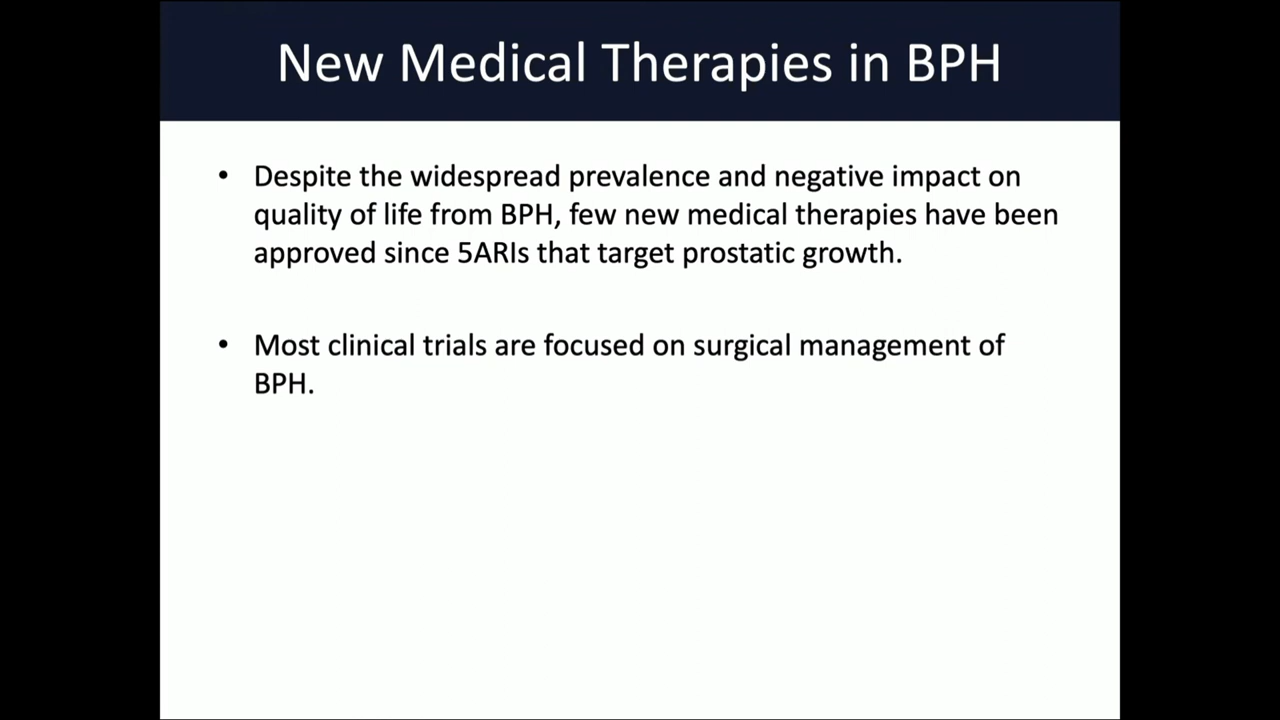 New Medical Therapies in BPH
• Despite the widespread prevalence and negative impact on
quality of life from BPH, few new medical therapies have been
approved since 5ARIs that target prostatic growth.
• Most clinical trials are focused on surgical management of
BPH.